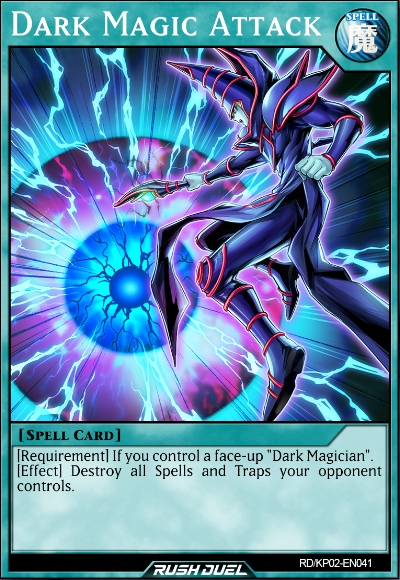 Dark Magic Attack
SPELL
魔
[Spell Card]
[Requirement] If you control a face-up "Dark Magician".
[Effect] Destroy all Spells and Traps your opponent
controls.
RD/KP02-EN041
RUSH DUEL